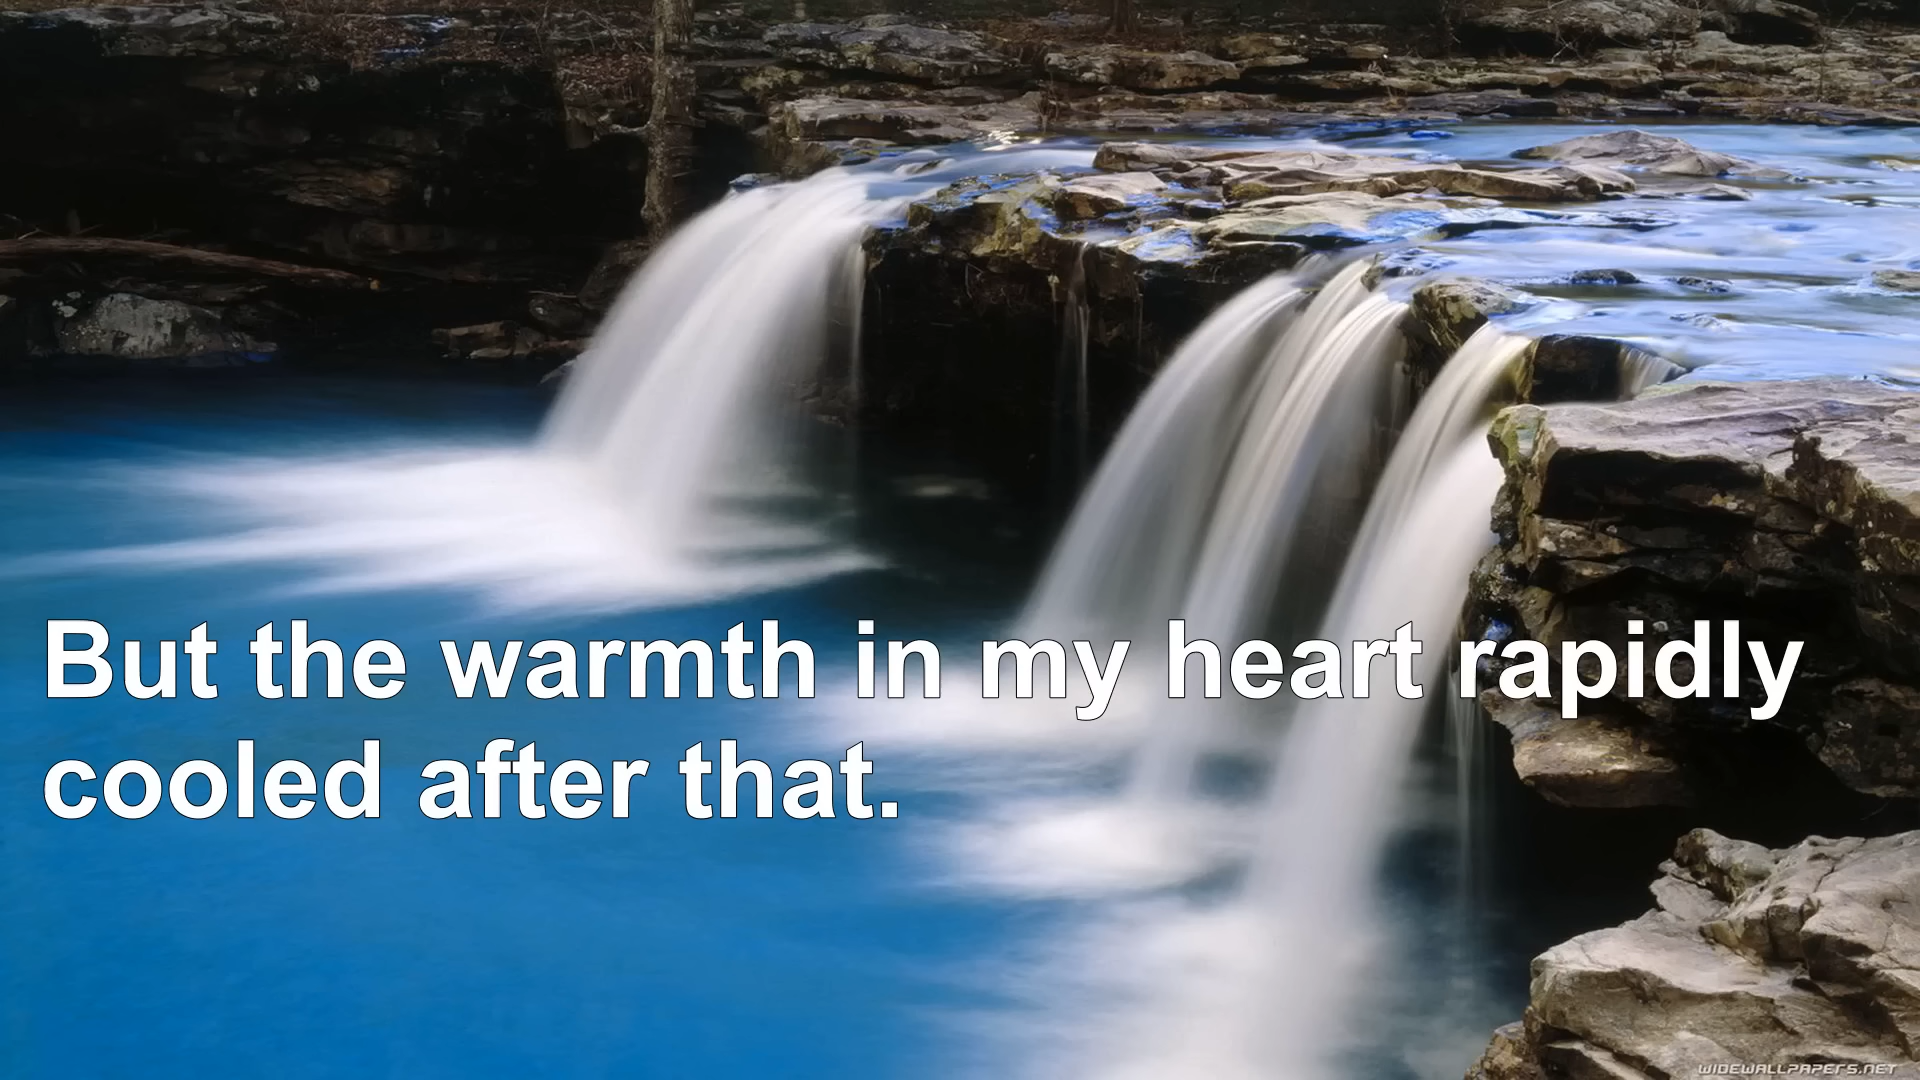 But the warmth in my heart rapidly
cooled after that.
WIDEWALLPAPERS.NET